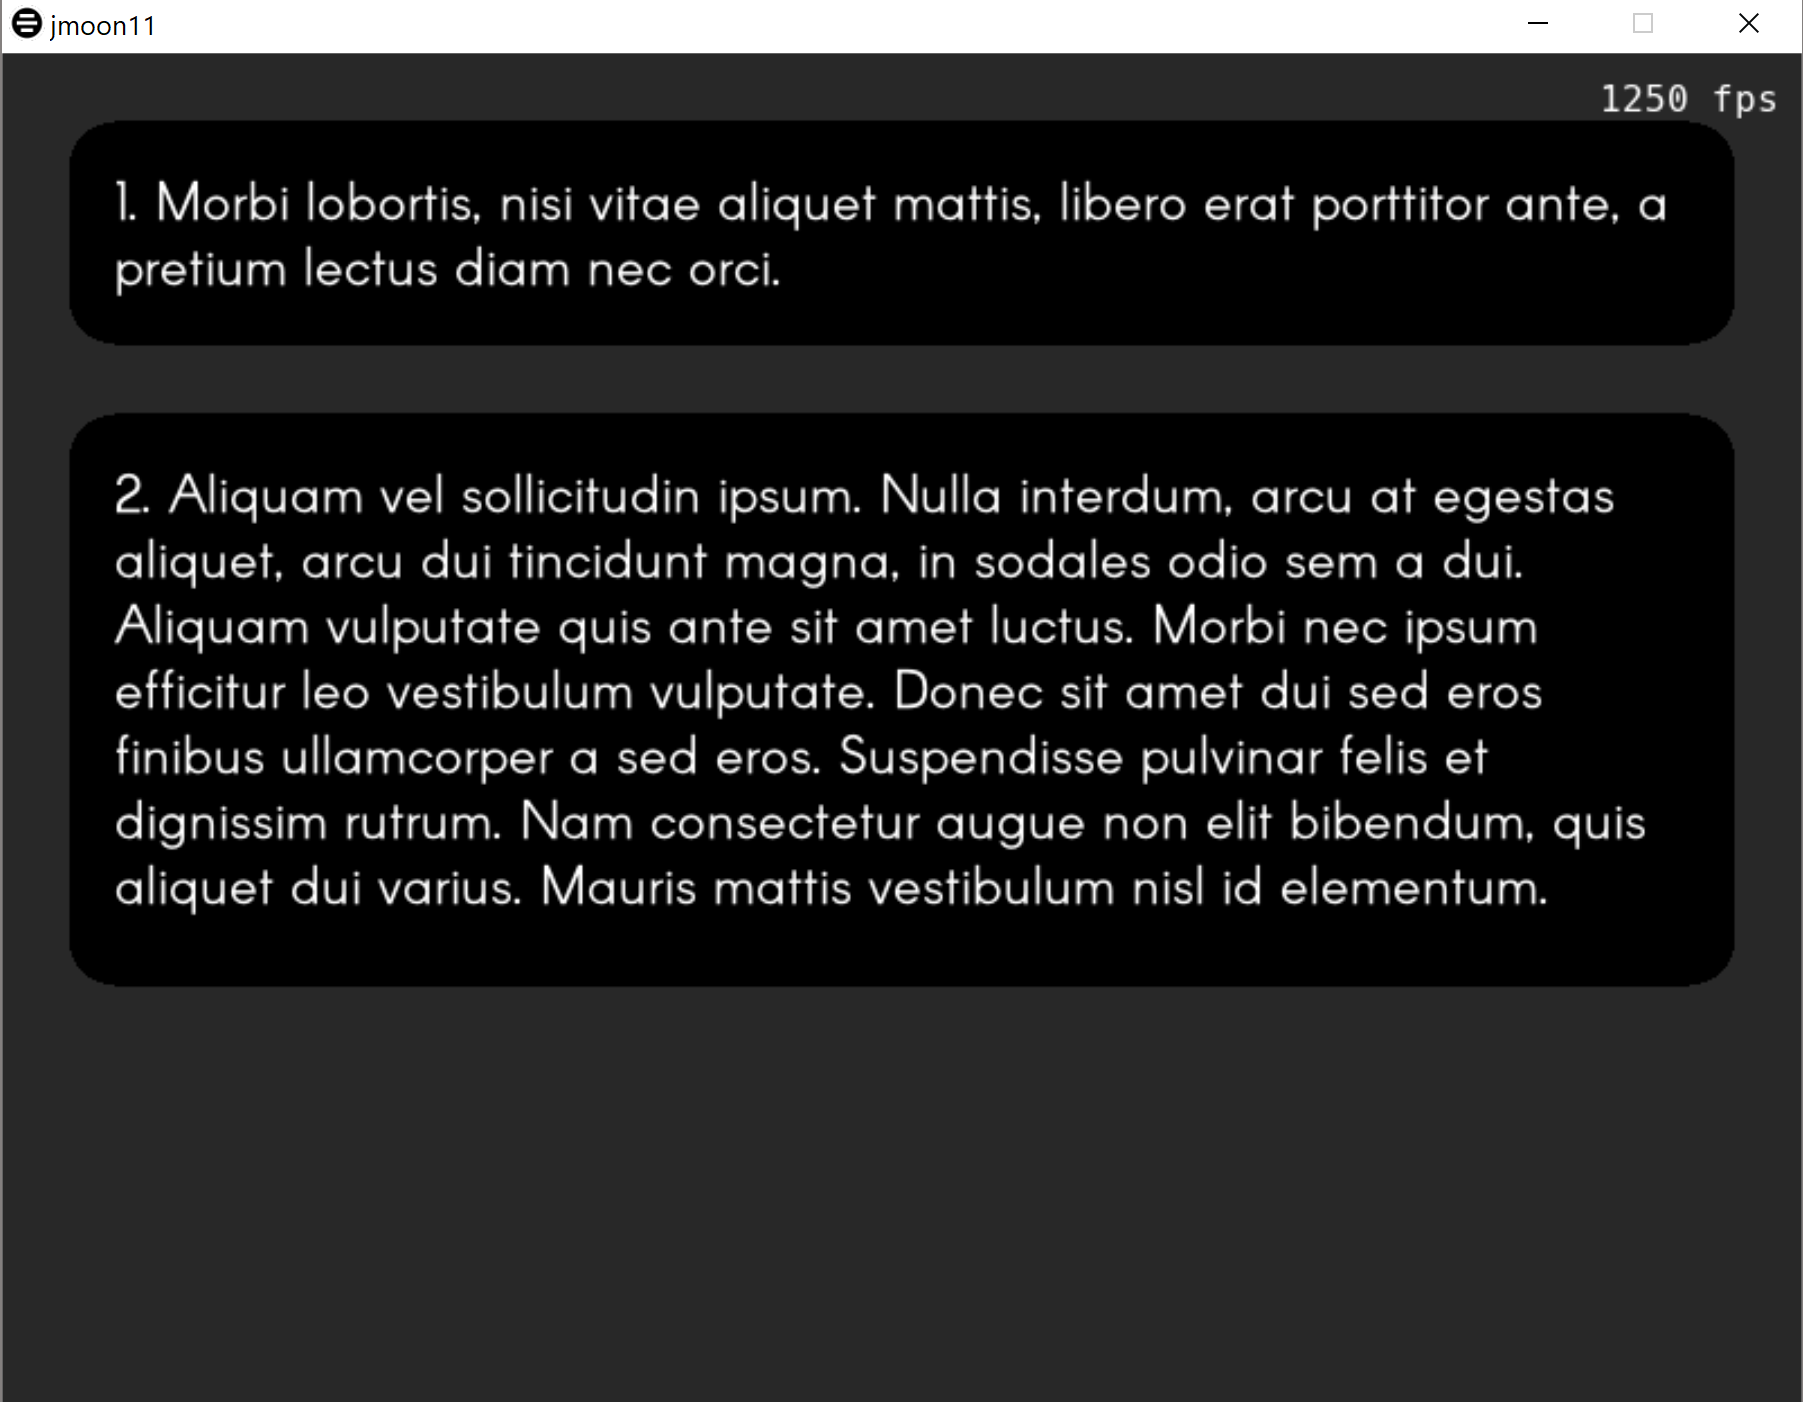 jmoon11
1250 fps
1. Morbi lobortis, nisi vitae aliquet mattis, libero erat porttitor ante, a
pretium lectus diam nec orci.
2. Aliquam vel sollicitudin ipsum. Nulla interdum, arcu at egestas
aliquet, arcu dui tincidunt magna, in sodales odio sem a dui.
Aliquam vulputate quis ante sit amet luctus. Morbi nec ipsum
efficitur leo vestibulum vulputate. Donec sit amet dui sed eros
finibus ullamcorper a sed eros. Suspendisse pulvinar felis et
dignissim rutrum. Nam consectetur augue non elit bibendum, quis
aliquet dui varius. Mauris mattis vestibulum nisl id elementum.